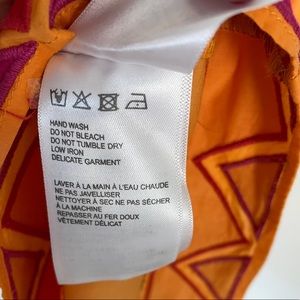 HAND WASH
DO NOT BLEACH
DO NOT TUMBLE DRY
LOW IRON
DELICATE GARMENT
LAVER À LA MAIN À L'EAU CHAUDE
NE PAS JAVELLISER
NETTOYER À SEC NE PAS SÉCHER
À LA MACHINE
REPASSER AU FER DOUX
VÊTEMENT DÉLICAT